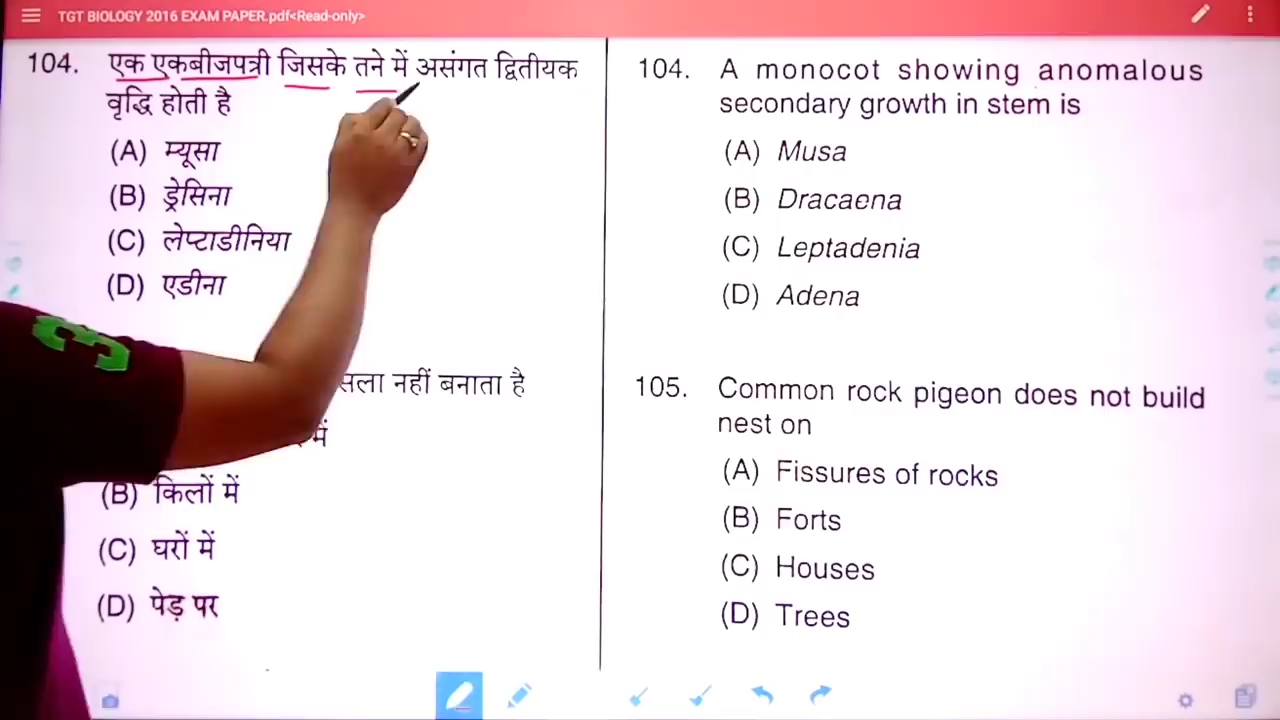 TGT BIOLOGY 2016 EXAM PAPER.pdf<Read-only>
104. एक एकबीजपत्री जिसके तने में असंगत द्वितीयक
वृद्धि होती है
(A) म्यूसा
(B) ड्रेसिना
(C) लेप्टाडीनिया
(D) एडीना
नहीं बनाता है
में
(B) किलों में
(C) घरों में
(D) पेड़ पर
104. A monocot showing anomalous
secondary growth in stem is
(A) Musa
(B) Dracaena
(C) Leptadenia
(D) Adena
105. Common rock pigeon does not build
nest on
(A) Fissures of rocks
(B) Forts
(C) Houses
(D) Trees
3